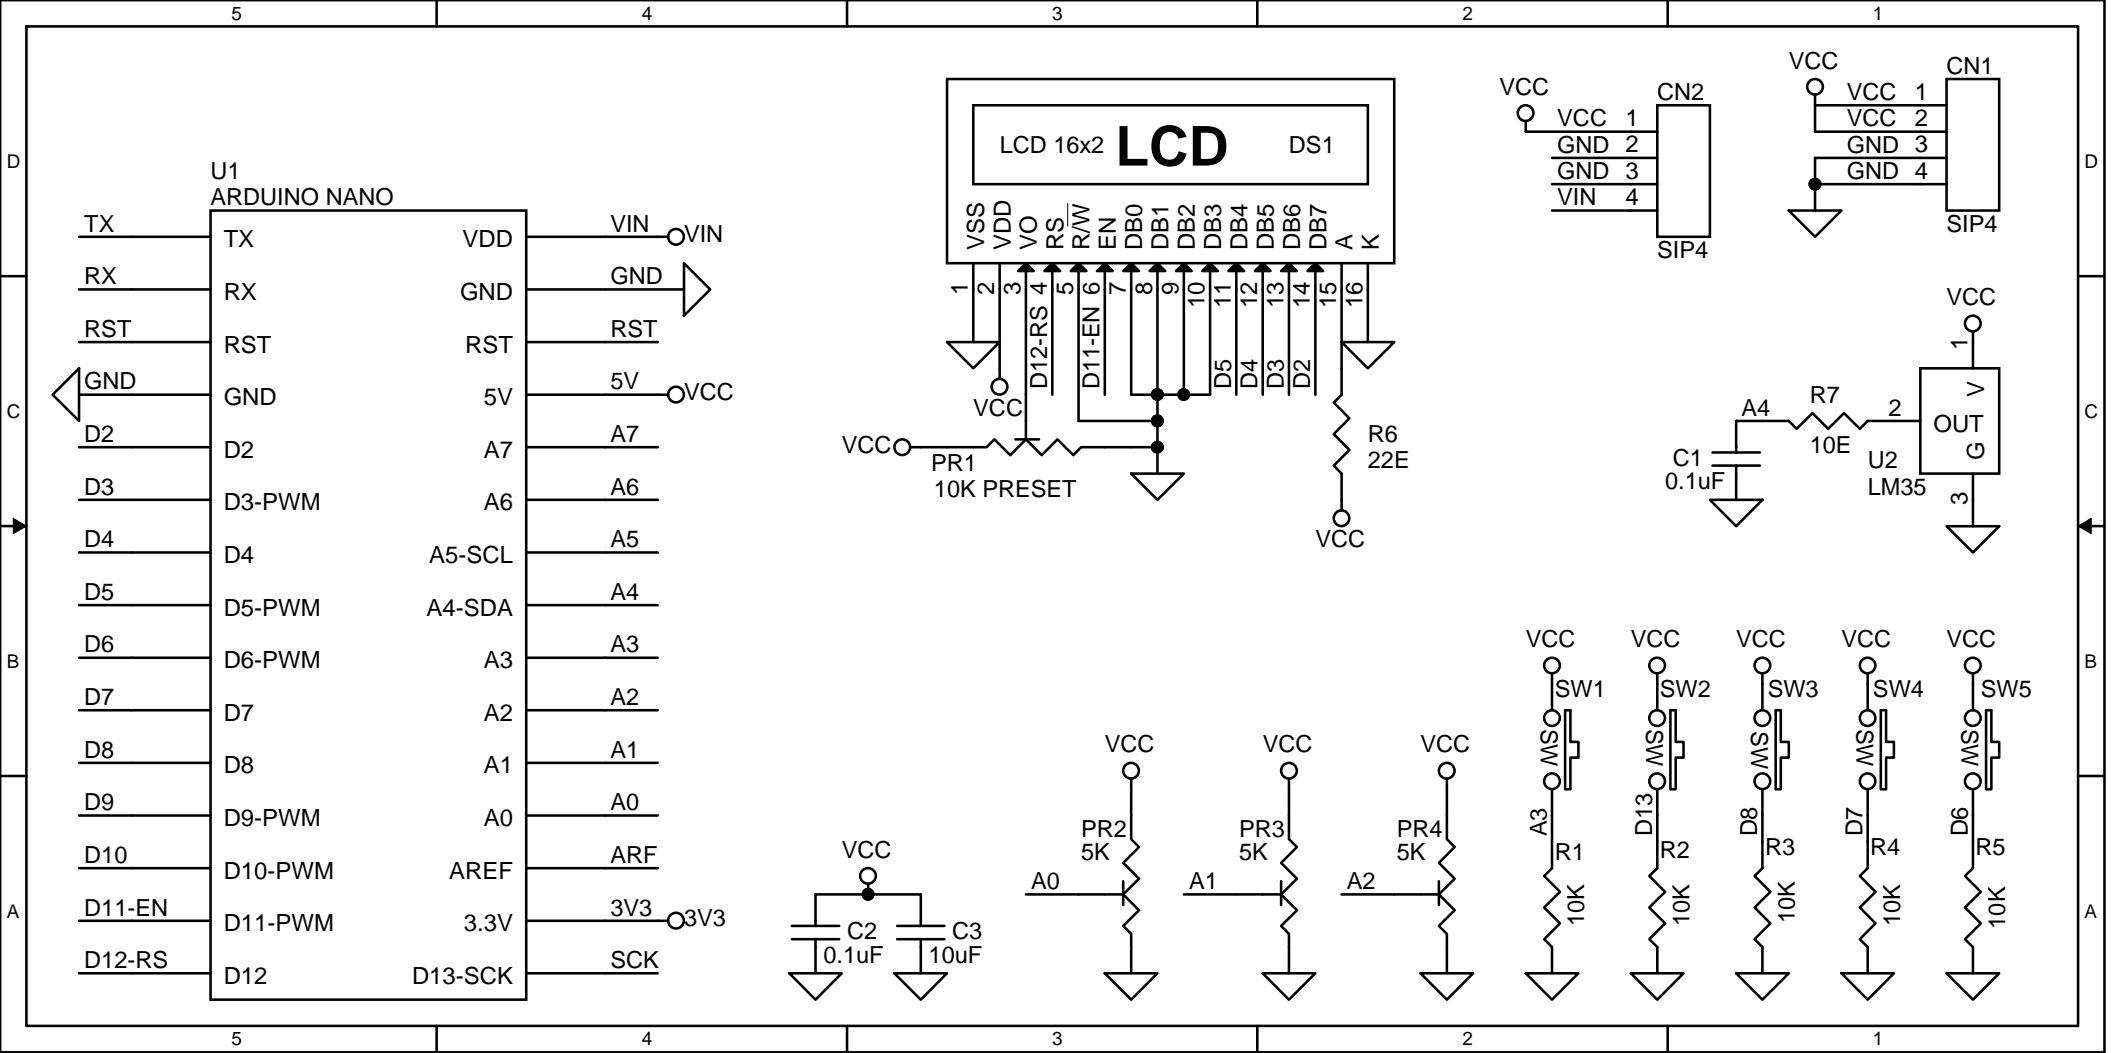 5 4 3 2 1
D
C
B
A
U1
ARDUINO NANO
TX TX VDD VIN VIN
RX RX GND GND
RST RST RST RST
GND GND 5V 5V VCC
D2 D2 A7 A7
D3 D3-PWM A6 A6
D4 D4 A5-SCL A5
D5 D5-PWM A4-SDA A4
D6 D6-PWM A3 A3
D7 D7 A2 A2
D8 D8 A1 A1
D9 D9-PWM A0 A0
D10 D10-PWM AREF ARF
D11-EN D11-PWM 3.3V 3V3 3V3
D12-RS D12 D13-SCK SCK
LCD 16x2 LCD DS1
VSS VDD VO RS R/W EN DB0 DB1 DB2 DB3 DB4 DB5 DB6 DB7 A K
1 2 3 4 5 6 7 8 9 10 11 12 13 14 15 16
D12-RS D11-EN D5 D4 D3 D2
VCC
VCC
PR1
10K PRESET
R6
22E
VCC
VCC CN2
VCC 1
GND 2
GND 3
VIN 4
SIP4
VCC CN1
VCC 1
VCC 2
GND 3
GND 4
SIP4
VCC
1
V
A4 R7 2 OUT
10E
G
C1
0.1uF
U2
LM35
3
VCC
C2
0.1uF
C3
10uF
VCC VCC VCC
PR2 PR3 PR4
5K 5K 5K
A0 A1 A2
VCC VCC VCC VCC VCC
SW1 SW2 SW3 SW4 SW5
SW SW SW SW SW
A3 D13 D8 D7 D6
R1 R2 R3 R4 R5
10K 10K 10K 10K 10K
D
C
B
A
5 4 3 2 1